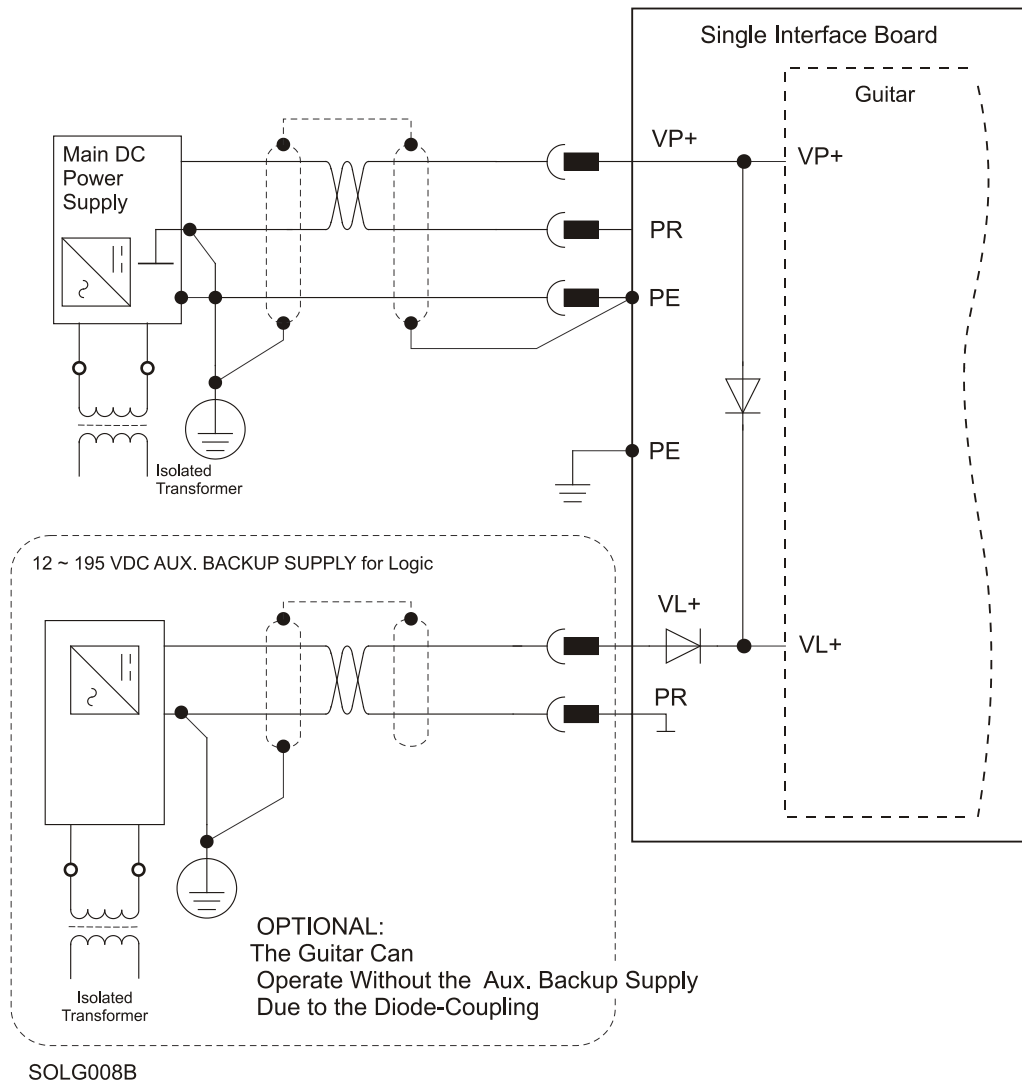 Single Interface Board
Guitar
Main DC
Power
Supply
VP+
VP+
PR
PE
Isolated
Transformer
PE
12 ~ 195 VDC AUX. BACKUP SUPPLY for Logic
VL+
VL+
PR
OPTIONAL:
The Guitar Can
Operate Without the Aux. Backup Supply
Due to the Diode-Coupling
Isolated
Transformer
SOLG008B